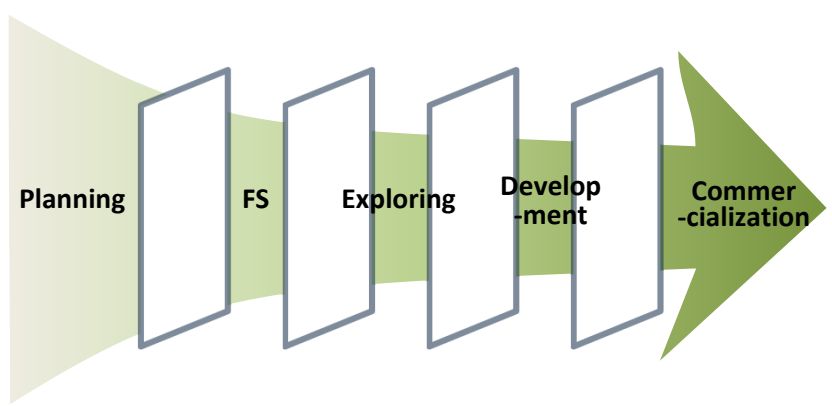 Planning
FS
Exploring
Develop
-ment
Commer
-cialization